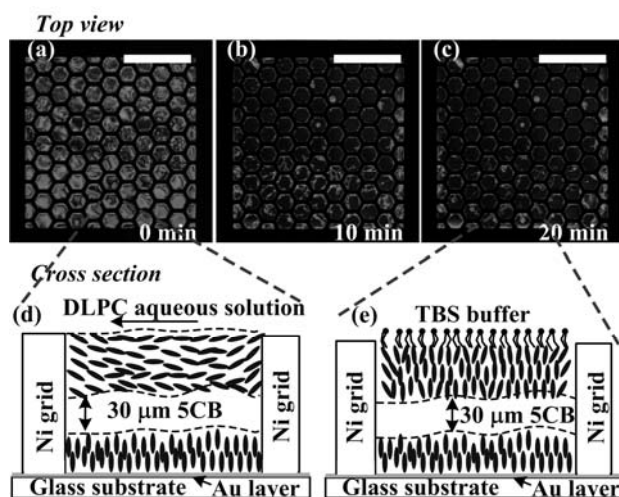 Top view
(a) (b) (c)
0 min 10 min 20 min
Cross section
(d) (e)
DLPC aqueous solution TBS buffer
Ni grid 30 μm 5CB Ni grid Ni grid 30 μm 5CB Ni grid
Glass substrate Au layer Glass substrate Au layer